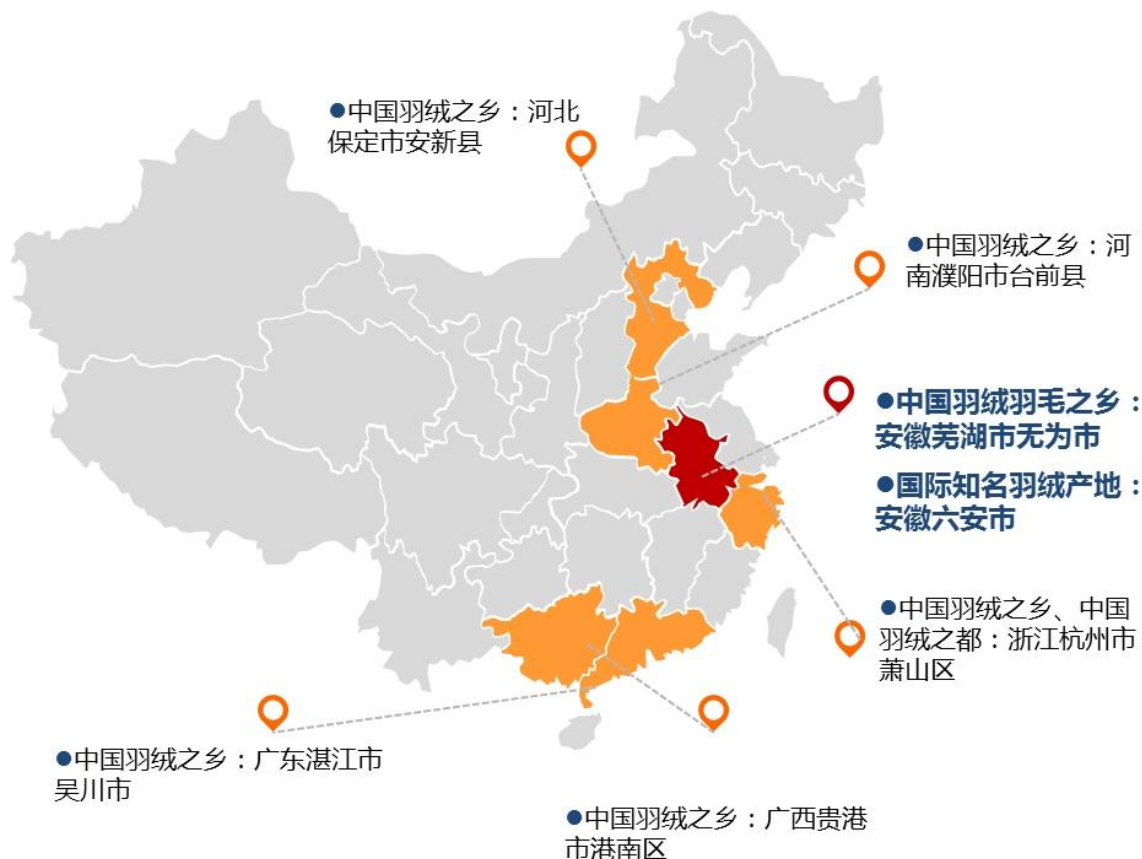 ●中国羽绒之乡：河北
保定市安新县
●中国羽绒之乡：河
南濮阳市台前县
●中国羽绒羽毛之乡：
安徽芜湖市无为市
●国际知名羽绒产地：
安徽六安市
●中国羽绒之乡、中国
羽绒之都：浙江杭州市
萧山区
●中国羽绒之乡：广东湛江市
吴川市
●中国羽绒之乡：广西贵港
市港南区